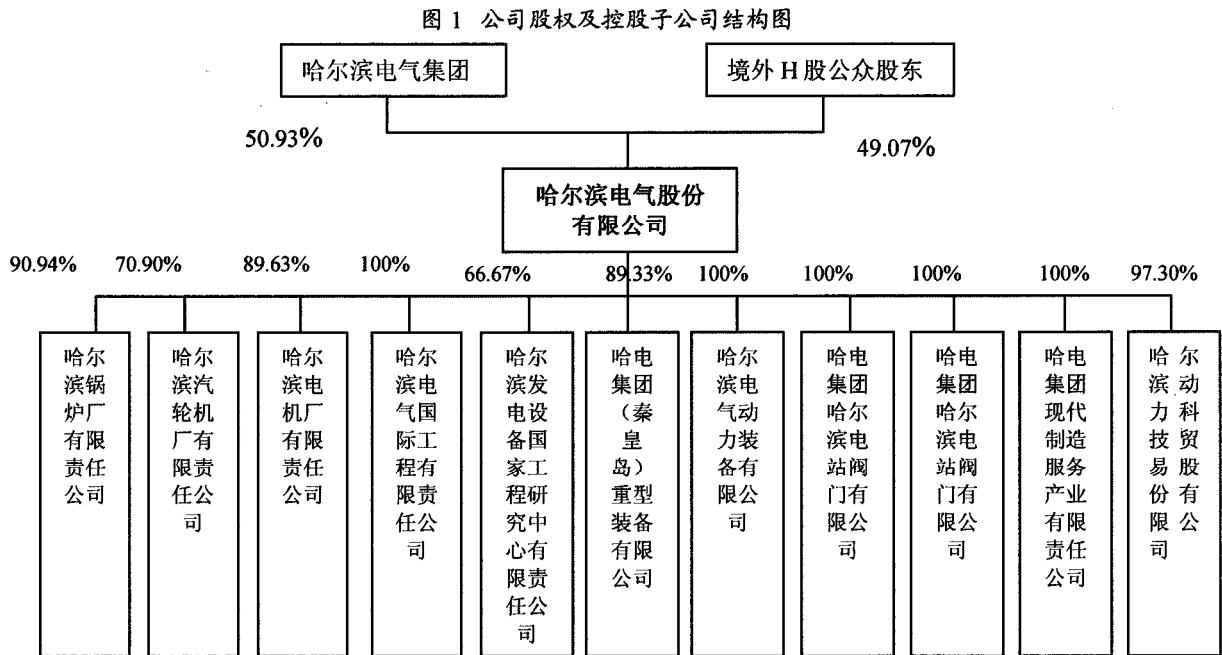 图 1 公司股权及控股子公司结构图
哈尔滨电气集团
境外 H 股公众股东
50.93%
49.07%
哈尔滨电气股份
有限公司
90.94%
70.90%
89.63%
100%
66.67%
89.33%
100%
100%
100%
100%
97.30%
哈尔
滨锅
炉厂
有限
责任
公司
哈尔
滨汽
轮机
厂有
限责
任公
司
哈尔
滨电
机厂
有限
责任
公司
哈尔
滨电
气国
际工
程有
限责
任公
司
哈尔
滨发
电设
备国
家工
程研
究中
心有
限责
任公
司
哈电
集团
（秦
皇
岛）
重型
装备
有限
公司
哈尔
滨电
气动
力装
备有
限公
司
哈电
集团
哈尔
滨电
站阀
门有
限公
司
哈电
集团
哈尔
滨电
站阀
门有
限公
司
哈电
集团
现代
制造
服务
产业
有限
责任
公司
哈 尔
滨 动
力 科
技 贸
易 股
份 有
限 公
司